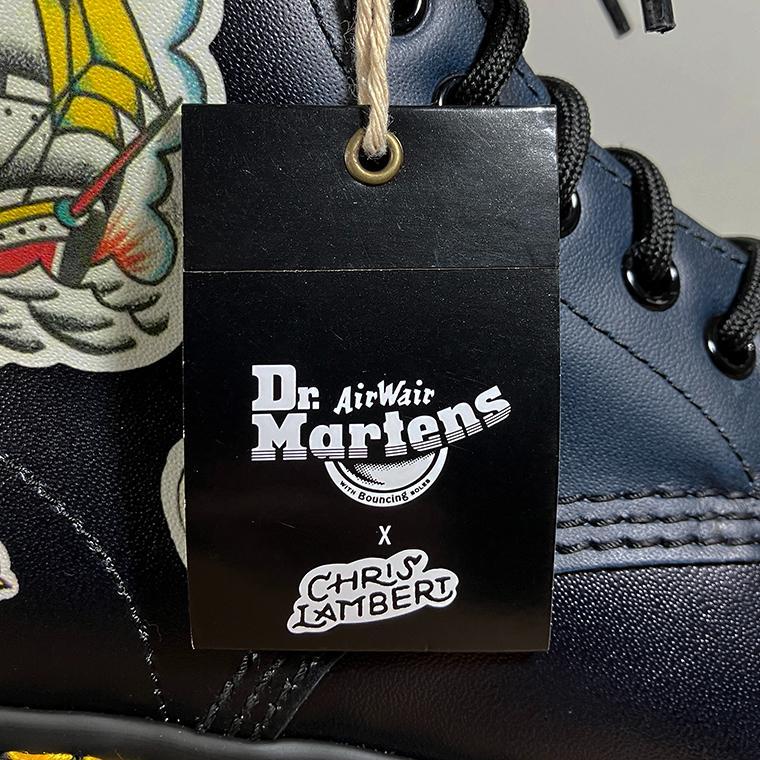 Dr. AirWair
Martens
WITH Bouncing SOLES
X
CHRIS
LAMBERT